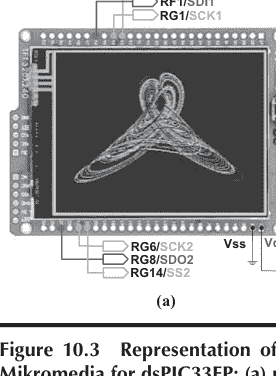 RF1/SDI1
RG1/SCK1
RG6/SCK2
RG8/SDO2
RG14/SS2
Vss
(a)
Figure 10.3 Representation of
Mikromedia for dsPIC33EP: (a)